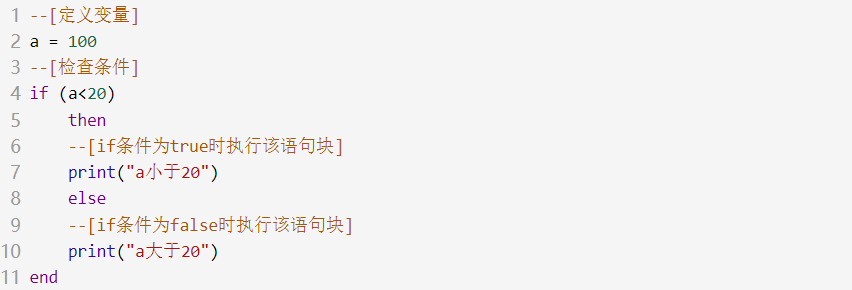 1 --[定义变量]
2 a = 100
3 --[检查条件]
4 if (a<20)
5 then
6 --[if条件为true时执行该语句块]
7 print("a小于20")
8 else
9 --[if条件为false时执行该语句块]
10 print("a大于20")
11 end